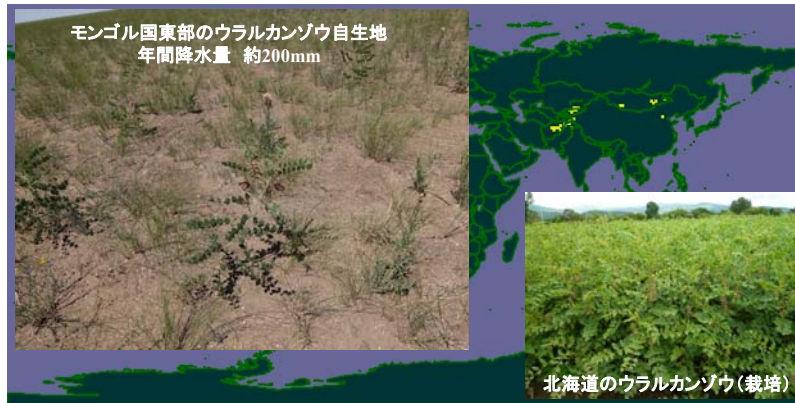 モンゴル国東部のウラルカンゾウ自生地
年間降水量　約200mm
北海道のウラルカンゾウ（栽培）